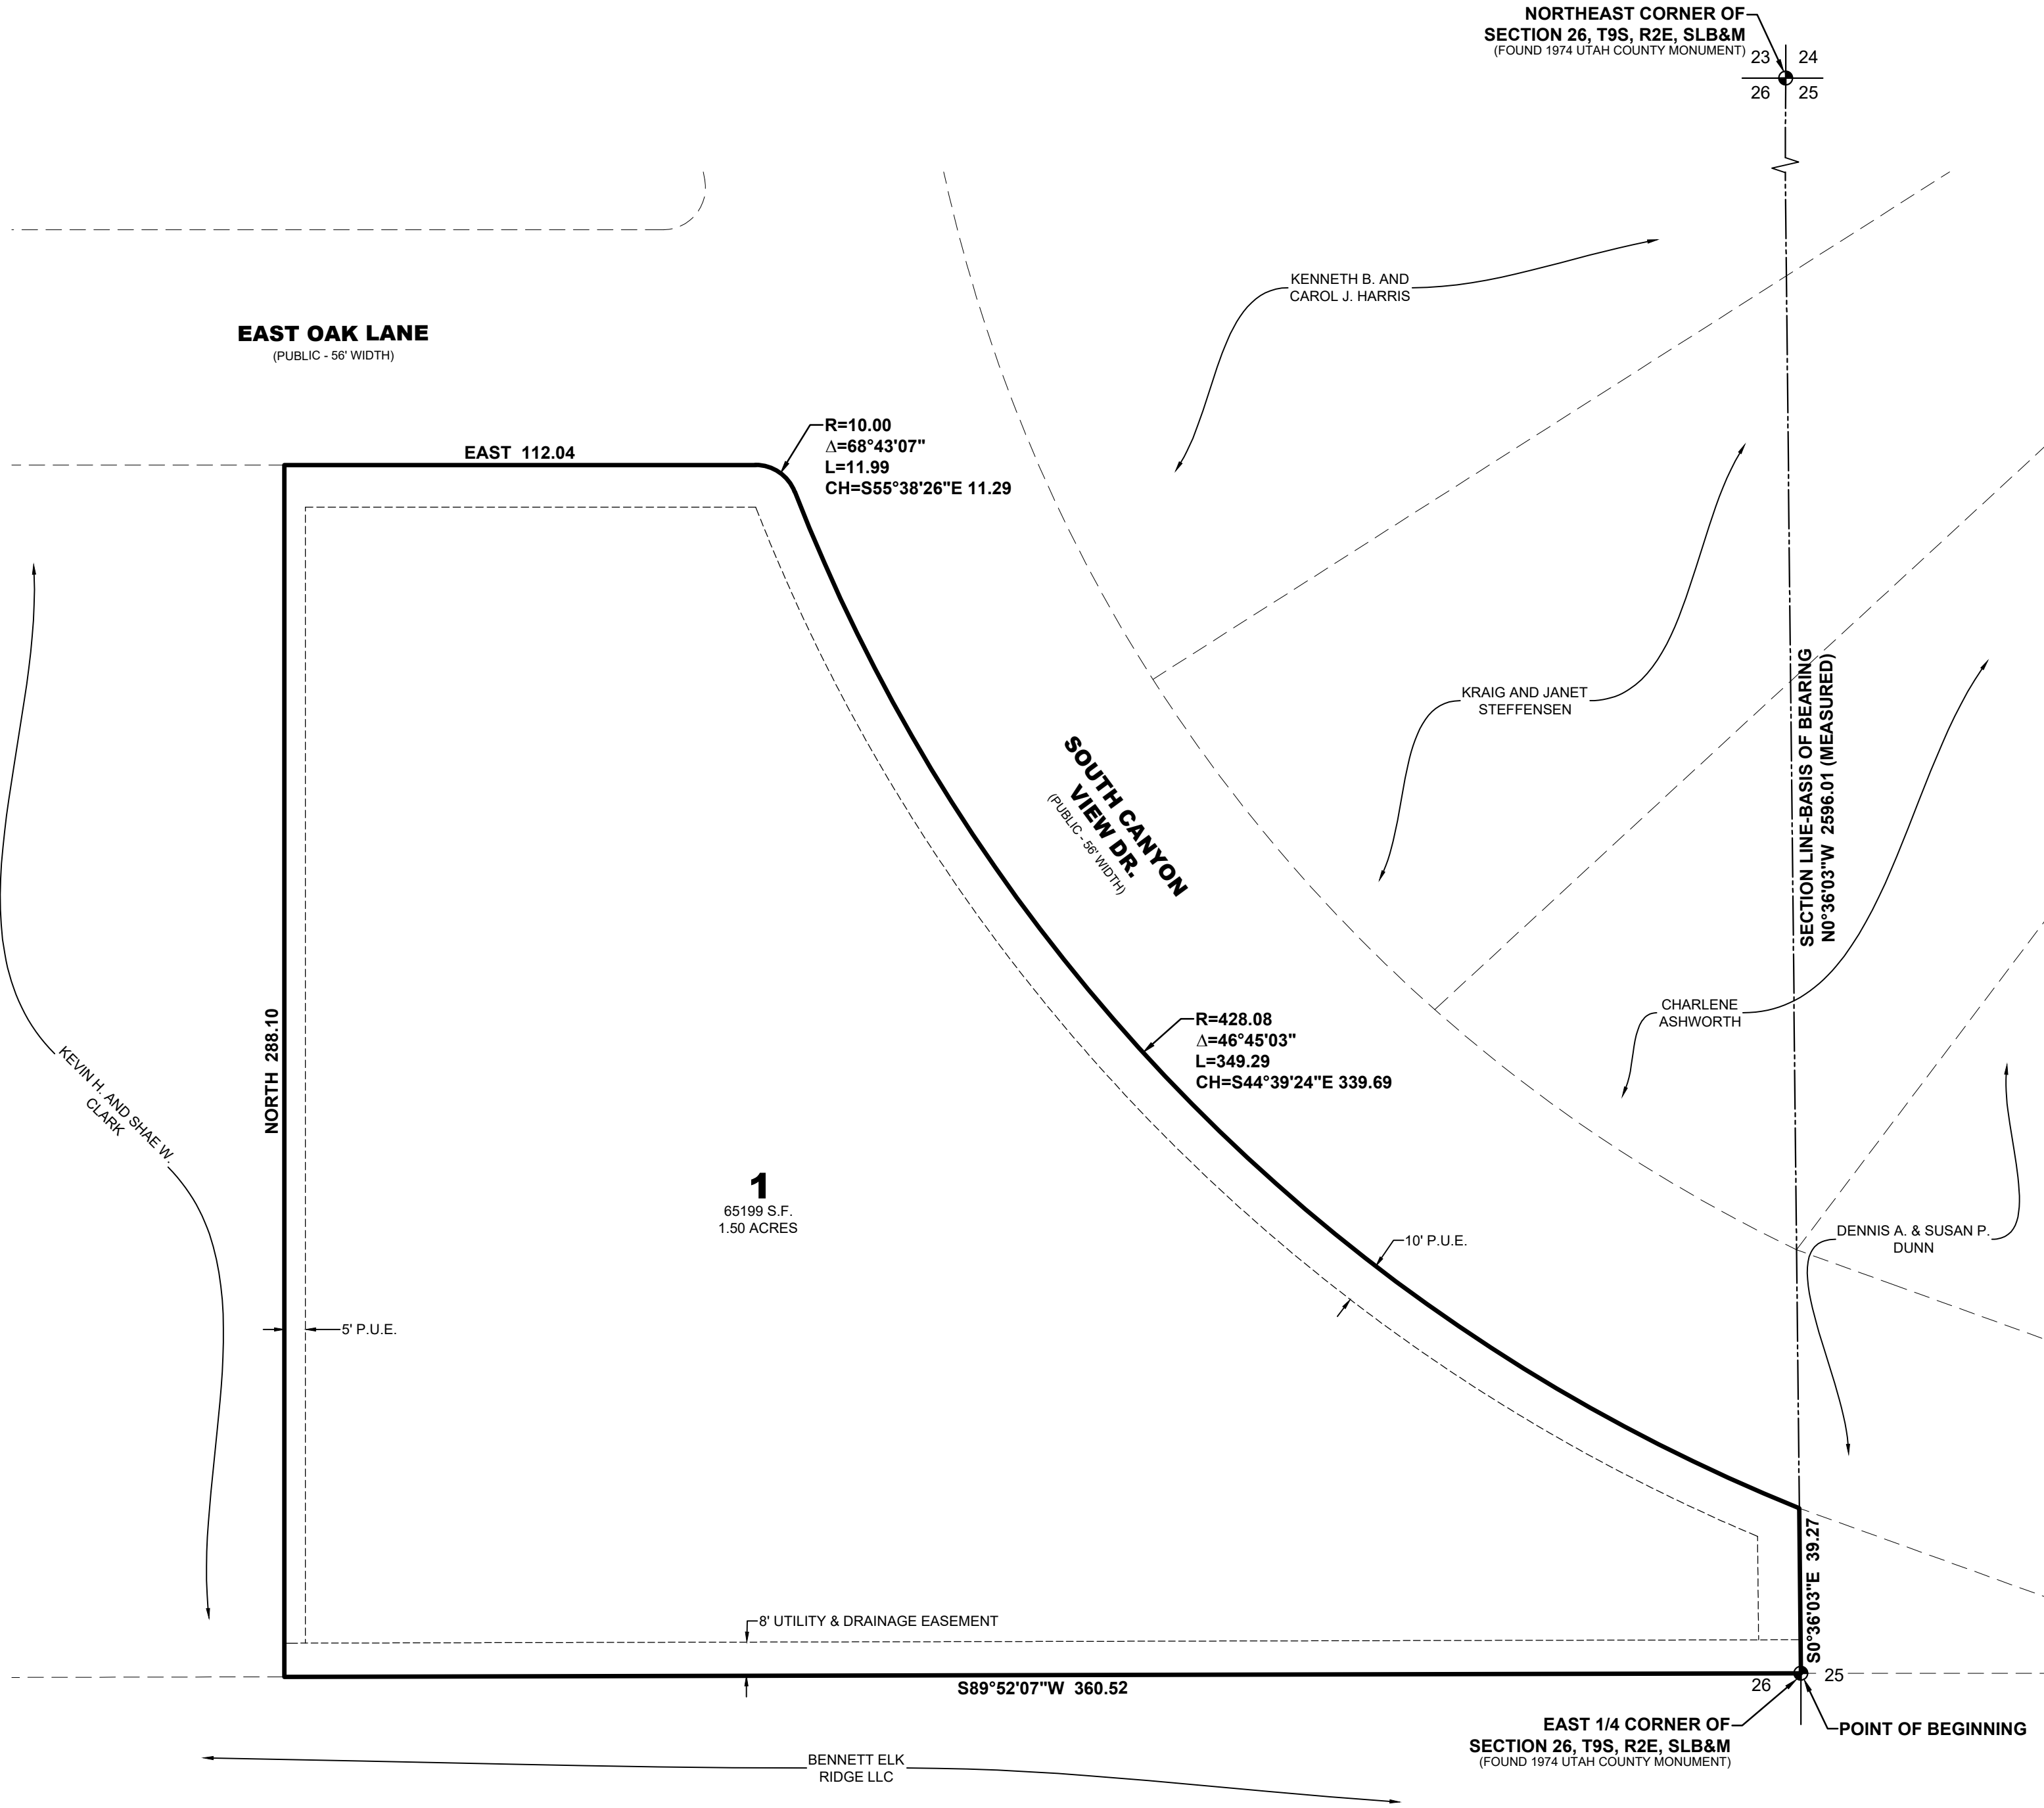 NORTHEAST CORNER OF
SECTION 26, T9S, R2E, SLB&M
(FOUND 1974 UTAH COUNTY MONUMENT)
23 24
26 25
KENNETH B. AND
CAROL J. HARRIS
EAST OAK LANE
(PUBLIC - 56' WIDTH)
EAST 112.04
R=10.00
Δ=68°43'07"
L=11.99
CH=S55°38'26"E 11.29
KRAIG AND JANET
STEFFENSEN
SECTION LINE-BASIS OF BEARING
N0°36'03"W 2596.01 (MEASURED)
SOUTH CANYON
VIEW DR.
(PUBLIC - 56' WIDTH)
CHARLENE
ASHWORTH
R=428.08
Δ=46°45'03"
L=349.29
CH=S44°39'24"E 339.69
NORTH 288.10
KEVIN H. AND SHAE W.
CLARK
1
65199 S.F.
1.50 ACRES
10' P.U.E.
DENNIS A. & SUSAN P.
DUNN
5' P.U.E.
8' UTILITY & DRAINAGE EASEMENT
S0°36'03"E 39.27
S89°52'07"W 360.52
26 25
EAST 1/4 CORNER OF
SECTION 26, T9S, R2E, SLB&M
(FOUND 1974 UTAH COUNTY MONUMENT)
POINT OF BEGINNING
BENNETT ELK
RIDGE LLC